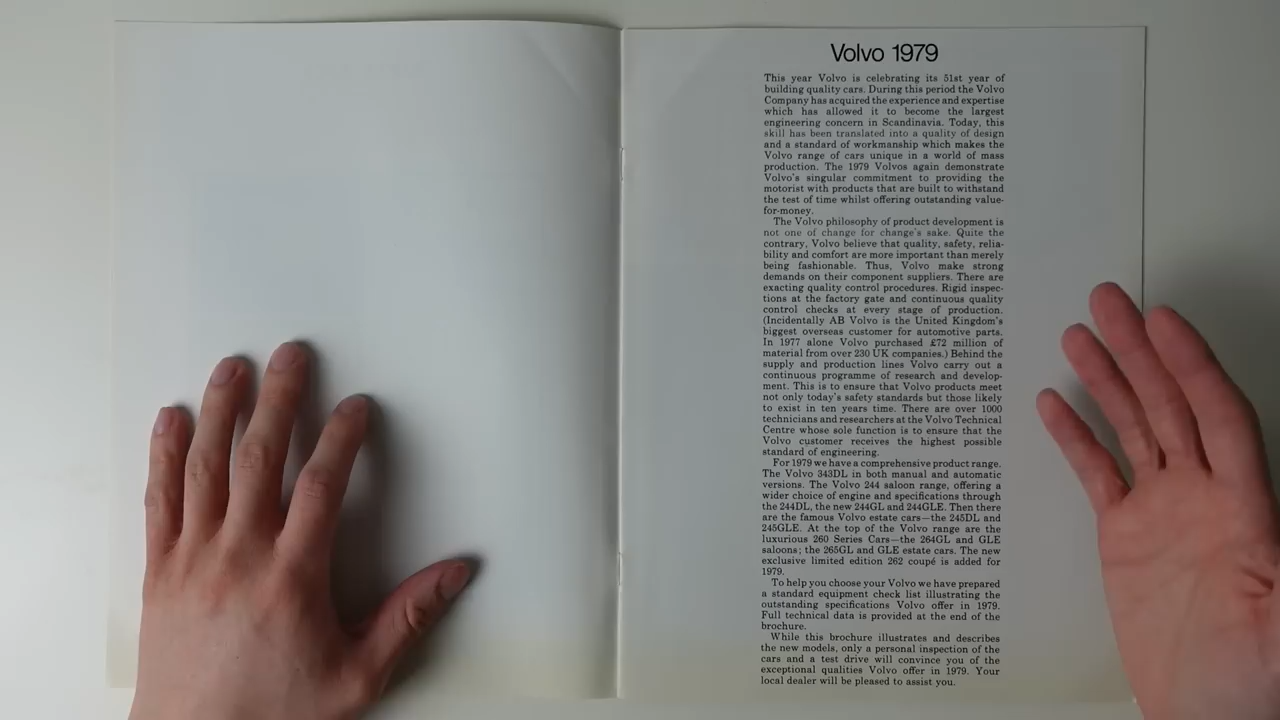 Volvo 1979
This year Volvo is celebrating its 51st year of
building quality cars. During this period the Volvo
Company has acquired the experience and expertise
which has allowed it to become the largest
engineering concern in Scandinavia. Today, this
skill has been translated into a quality of design
and a standard of workmanship which makes the
Volvo range of cars unique in a world of mass
production. The 1979 Volvos again demonstrate
Volvo's singular commitment to providing the
motorist with products that are built to withstand
the test of time whilst offering outstanding value-
for-money.
The Volvo philosophy of product development is
not one of change for change's sake. Quite the
contrary, Volvo believe that quality, safety, relia-
bility and comfort are more important than merely
being fashionable. Thus, Volvo make strong
demands on their component suppliers. There are
exacting quality control procedures. Rigid inspec-
tions at the factory gate and continuous quality
control checks at every stage of production.
(Incidentally AB Volvo is the United Kingdom's
biggest overseas customer for automotive parts.
In 1977 alone Volvo purchased £72 million of
material from over 230 UK companies.) Behind the
supply and production lines Volvo carry out a
continuous programme of research and develop-
ment. This is to ensure that Volvo products meet
not only today's safety standards but those likely
to exist in ten years time. There are over 1000
technicians and researchers at the Volvo Technical
Centre whose sole function is to ensure that the
Volvo customer receives the highest possible
standard of engineering.
For 1979 we have a comprehensive product range.
The Volvo 343DL in both manual and automatic
versions. The Volvo 244 saloon range, offering a
wider choice of engine and specifications through
the 244DL, the new 244GL and 244GLE. Then there
are the famous Volvo estate cars—the 245DL and
245GLE. At the top of the Volvo range are the
luxurious 260 Series Cars—the 264GL and GLE
saloons; the 265GL and GLE estate cars. The new
exclusive limited edition 262 coupé is added for
1979.
To help you choose your Volvo we have prepared
a standard equipment check list illustrating the
outstanding specifications Volvo offer in 1979.
Full technical data is provided at the end of the
brochure.
While this brochure illustrates and describes
the new models, only a personal inspection of the
cars and a test drive will convince you of the
exceptional qualities Volvo offer in 1979. Your
local dealer will be pleased to assist you.